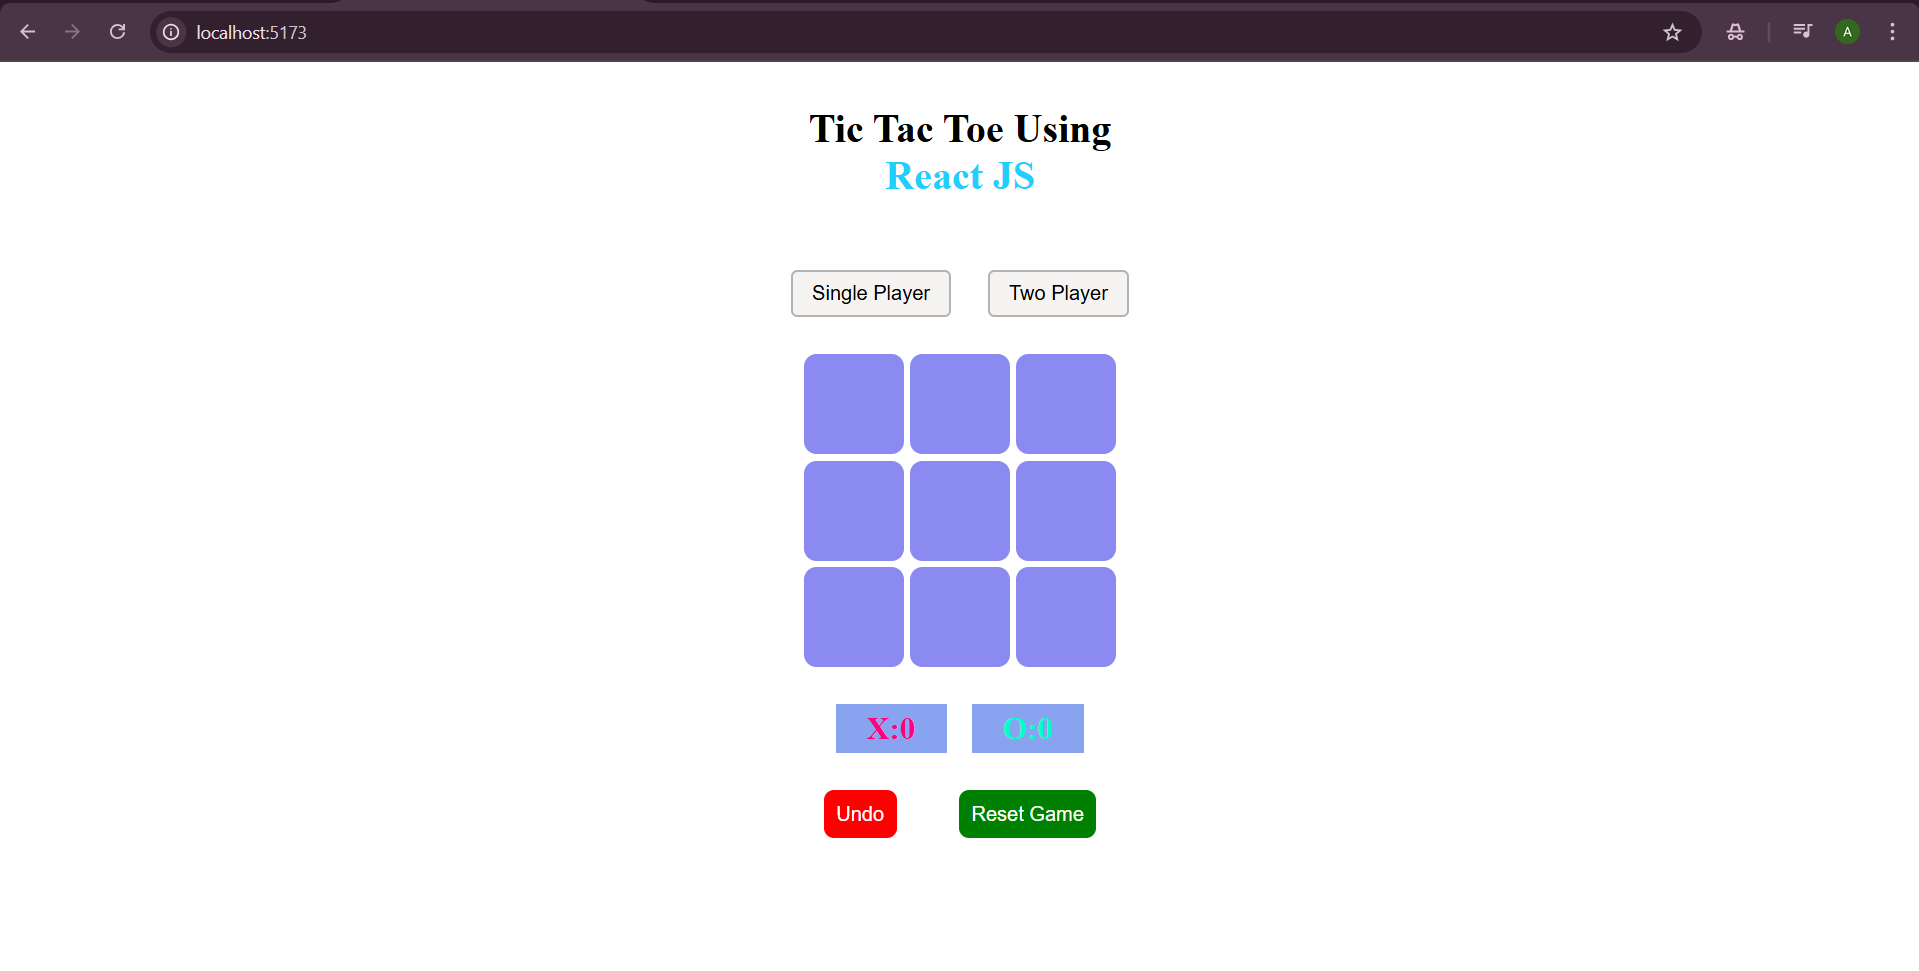 localhost:5173
A
Tic Tac Toe Using
React JS
Single Player Two Player
X:0 O:0
Undo Reset Game